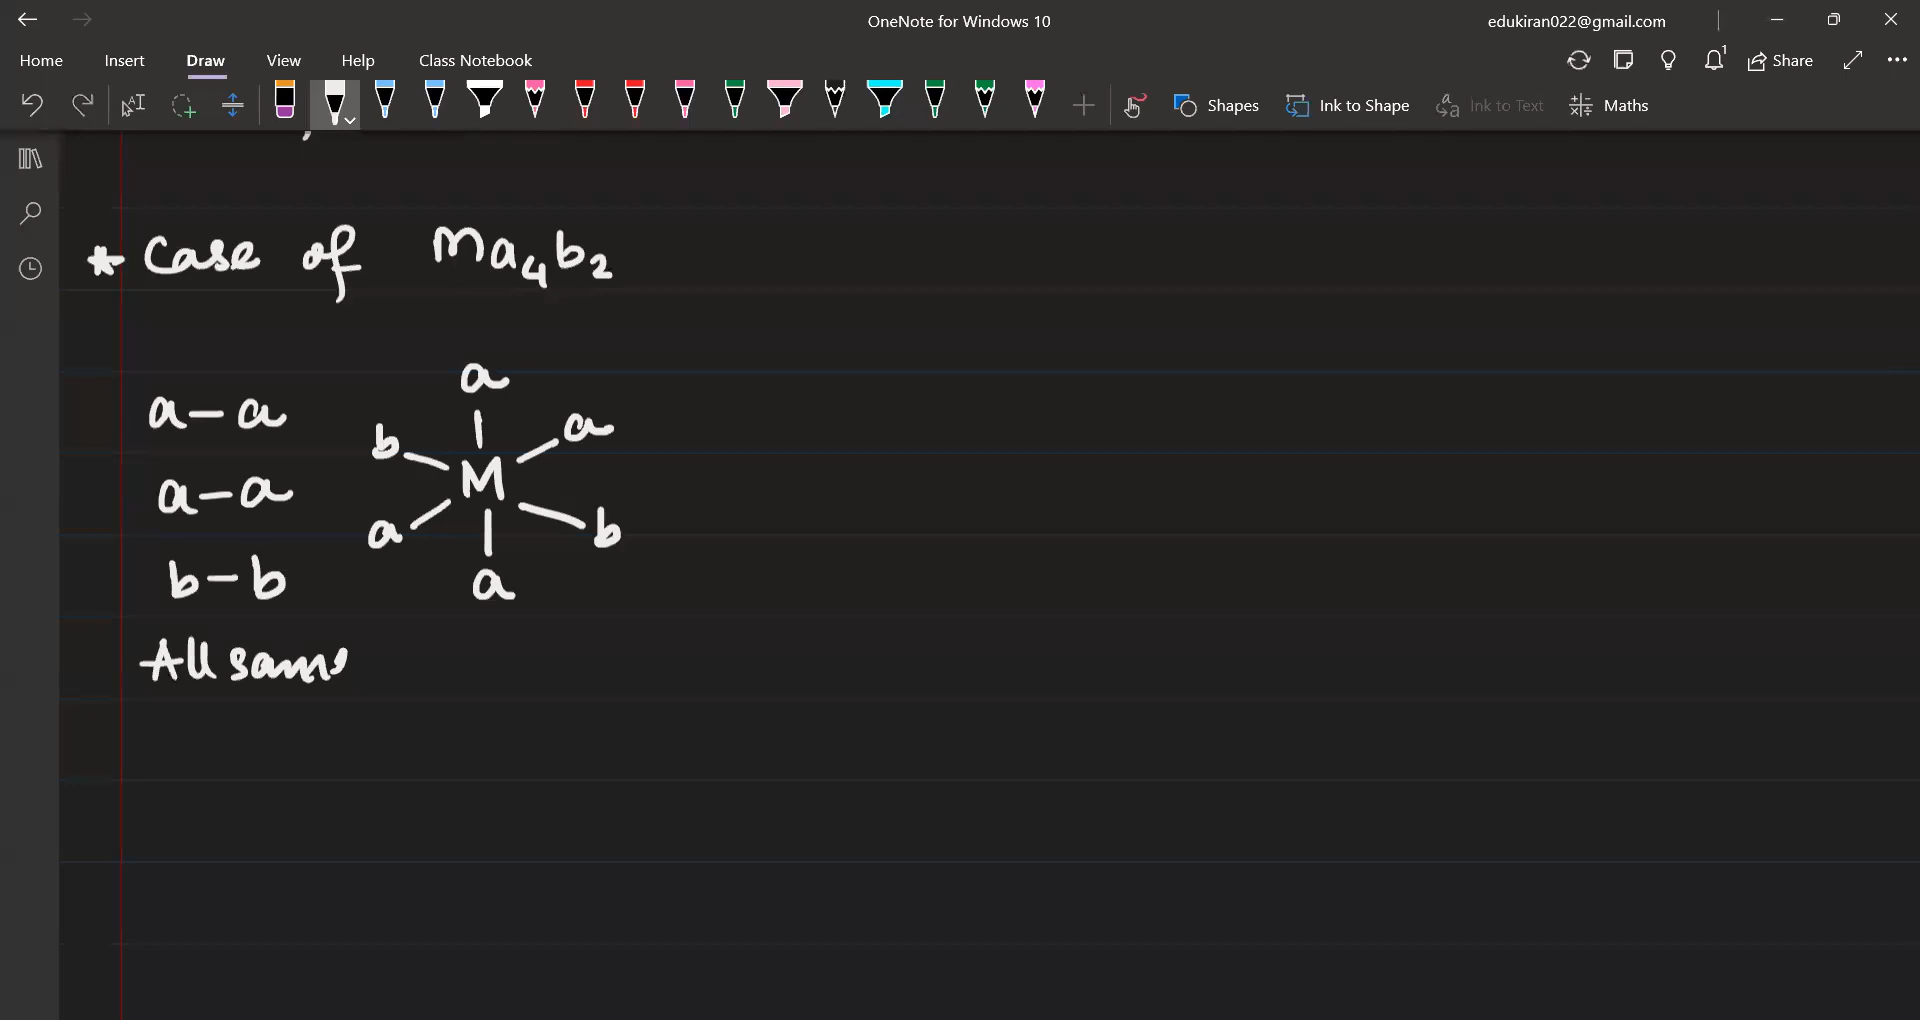 OneNote for Windows 10
edukiran022@gmail.com
Home Insert Draw View Help Class Notebook
1
Share
Shapes Ink to Shape Ink to Text Maths
* Case of Ma₄b₂
a
a – a b a
M
a – a
a b
b – b a
All same